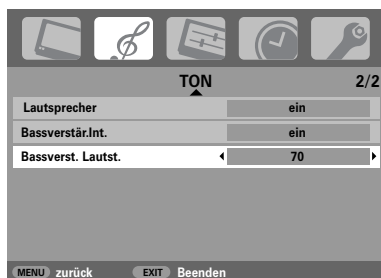 TON 2/2
Lautsprecher ein
Bassverstär.Int. ein
Bassverst. Lautst. 70
MENU zurück EXIT Beenden